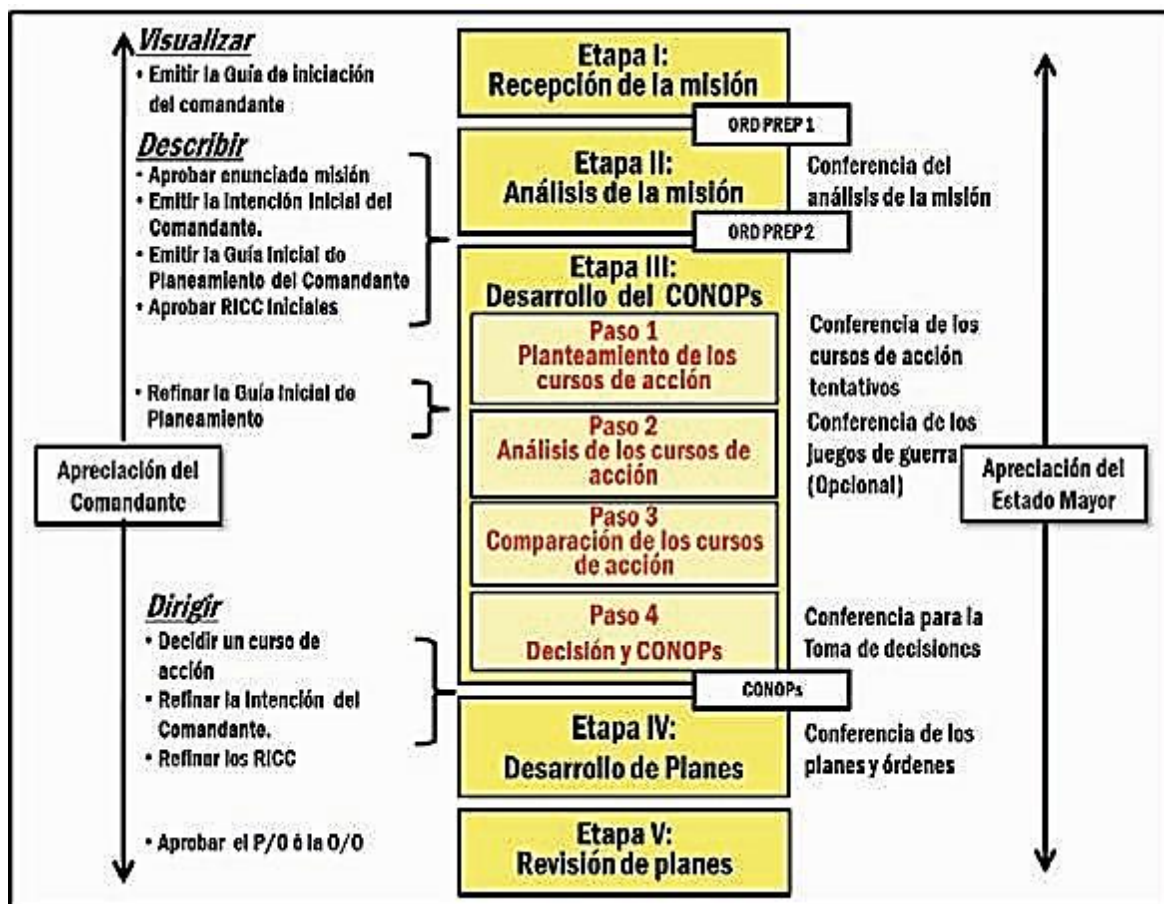 Visualizar
• Emitir la Guía de iniciación
del comandante
Describir
• Aprobar enunciado misión
• Emitir la Intención Inicial del
Comandante.
• Emitir la Guía Inicial do
Planeamiento del Comandante
• Aprobar RICC Iniciales
• Refinar la Guía Inicial de
Planeamiento
Apreciación del
Comandante
Dirigir
• Decidir un curso de
acción
• Refinar la Intención del
Comandante.
• Refinar los RICC
• Aprobar el P/O ó la O/O
Etapa I:
Recepción de la misión
ORD PREP 1
Etapa II:
Análisis de la misión
ORD PREP 2
Etapa III:
Desarrollo del CONOPs
Paso 1
Planteamiento de los
cursos de acción
Paso 2
Análisis de los cursos de
acción
Paso 3
Comparación de los cursos
de acción
Paso 4
Decisión y CONOPs
CONOPs
Etapa IV:
Desarrollo de Planes
Etapa V:
Revisión de planes
Conferencia del
análisis de la misión
Conferencia de los
cursos de acción
tentativos
Conferencia de los
juegos de guerra
(Opcional)
Conferencia para la
Toma de decisiones
Conferencia de los
planes y órdenes
Apreciación del
Estado Mayor